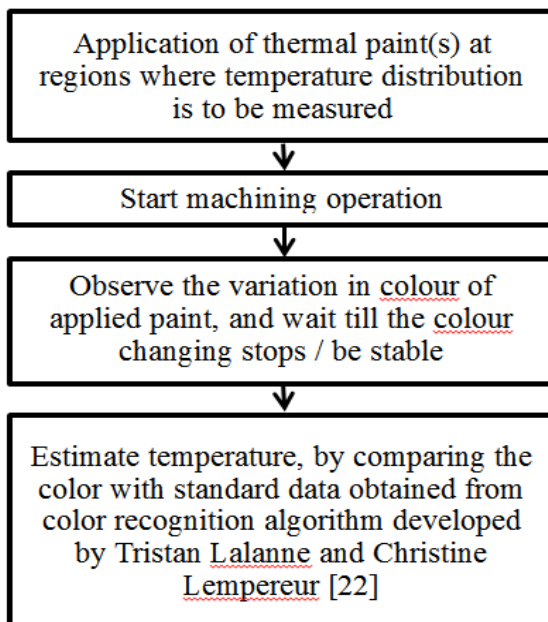 Application of thermal paint(s) at
regions where temperature distribution
is to be measured
Start machining operation
Observe the variation in colour of
applied paint, and wait till the colour
changing stops / be stable
Estimate temperature, by comparing the
color with standard data obtained from
color recognition algorithm developed
by Tristan Lalanne and Christine
Lempereur [22]